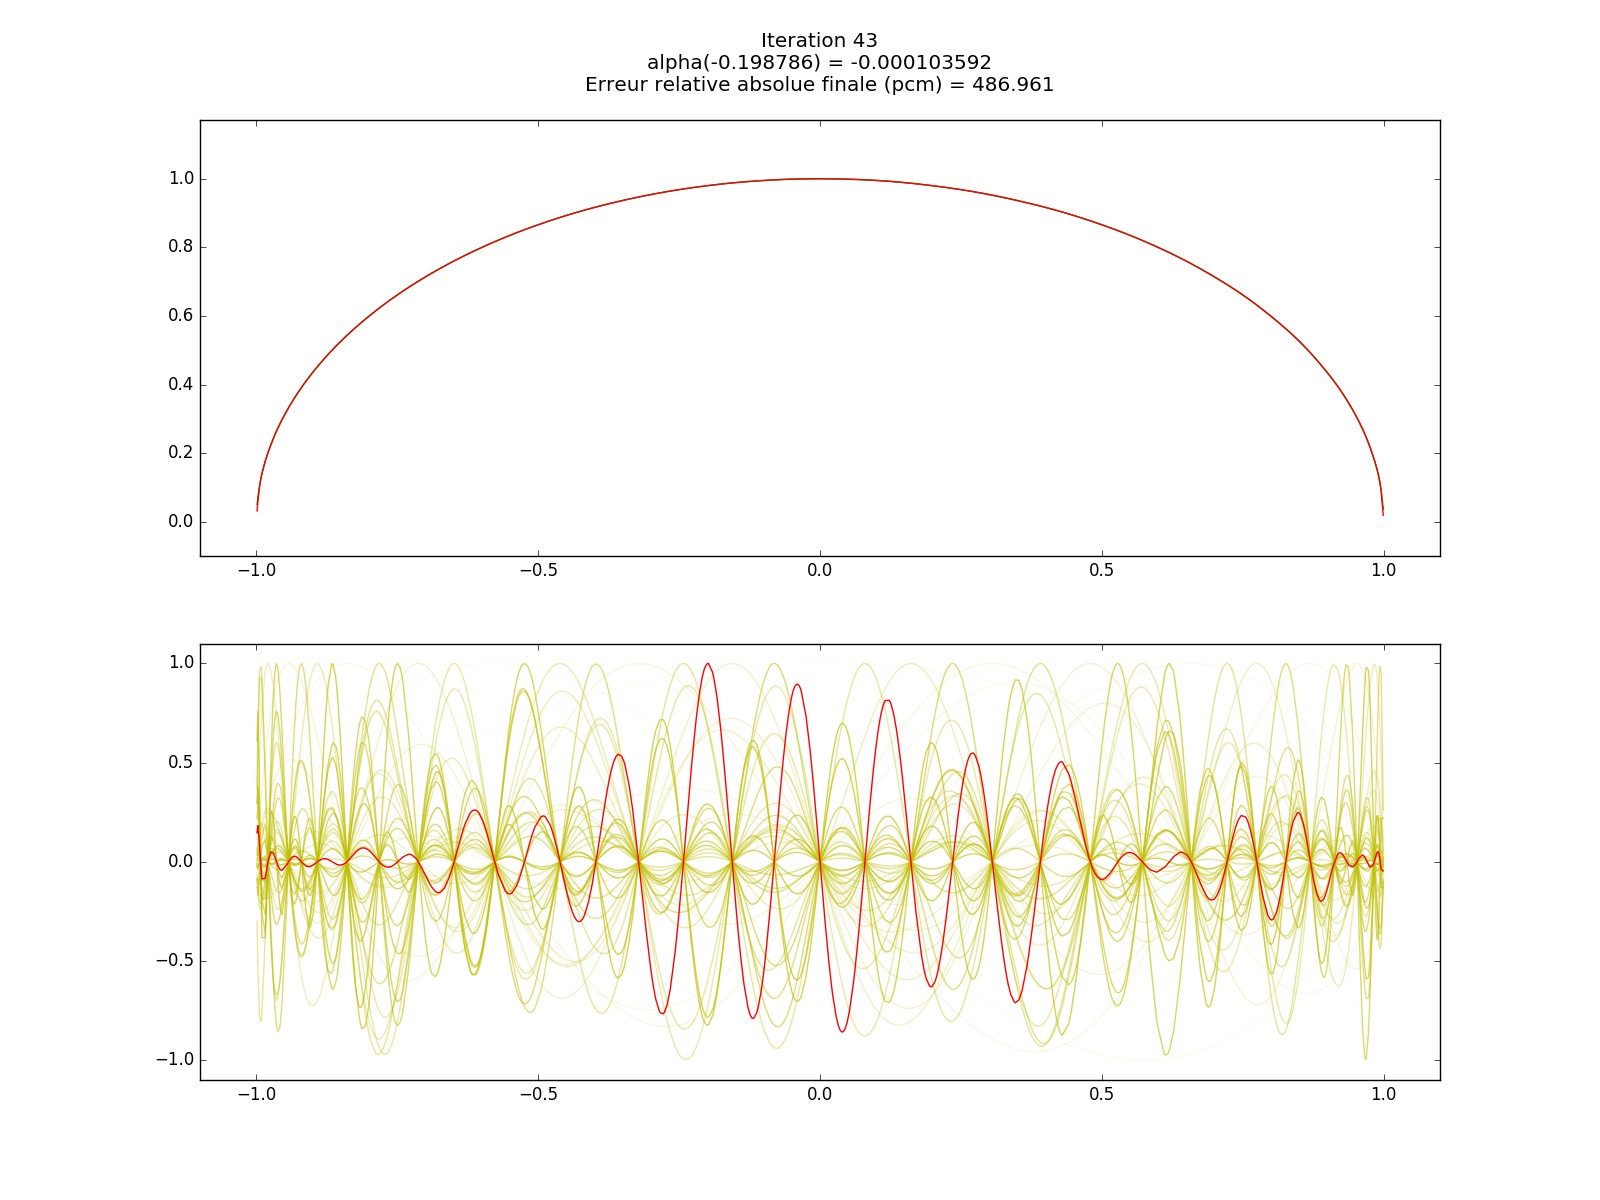 Iteration 43
alpha(-0.198786) = -0.000103592
Erreur relative absolue finale (pcm) = 486.961
1.0
0.8
0.6
0.4
0.2
0.0
−1.0 −0.5 0.0 0.5 1.0
1.0
0.5
0.0
−0.5
−1.0
−1.0 −0.5 0.0 0.5 1.0